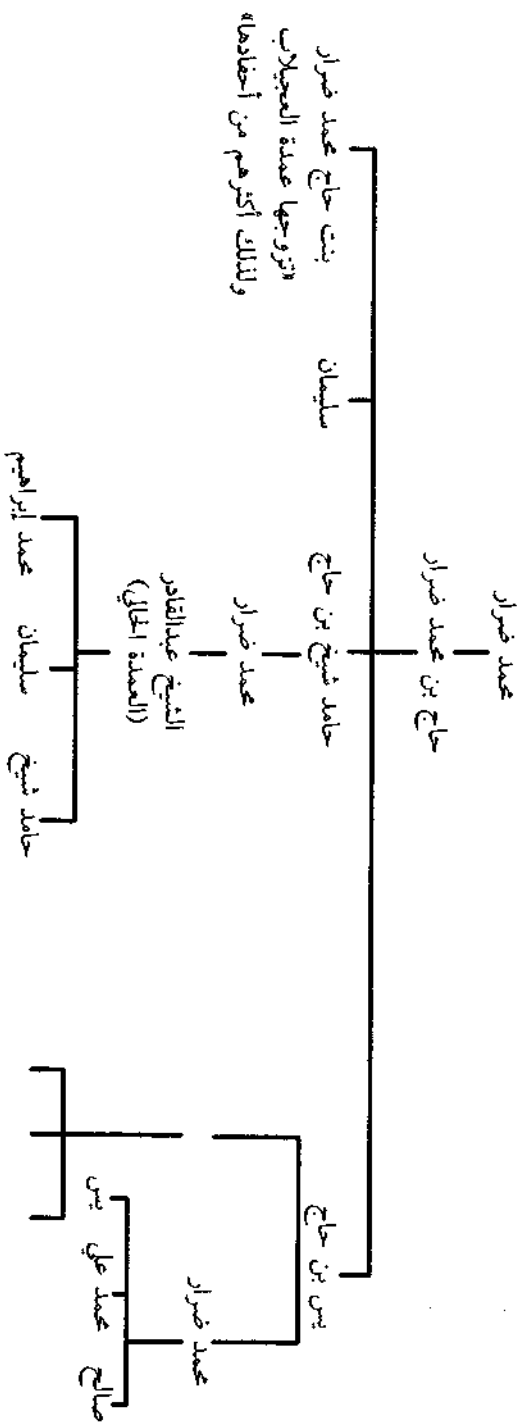 محمد ضرار
حاج بن محمد ضرار
يس بن حاج
حامد شيخ بن حاج
سليمان
بنت حاج محمد ضرار
«تزوجها عمدة العجيلاب
ولذلك أكثرهم من أحفادها»
محمد ضرار
محمد ضرار
الشيخ عبدالقادر
(العمدة الحالي)
صالح
محمد علي
يس
حامد شيخ
سليمان
محمد إبراهيم